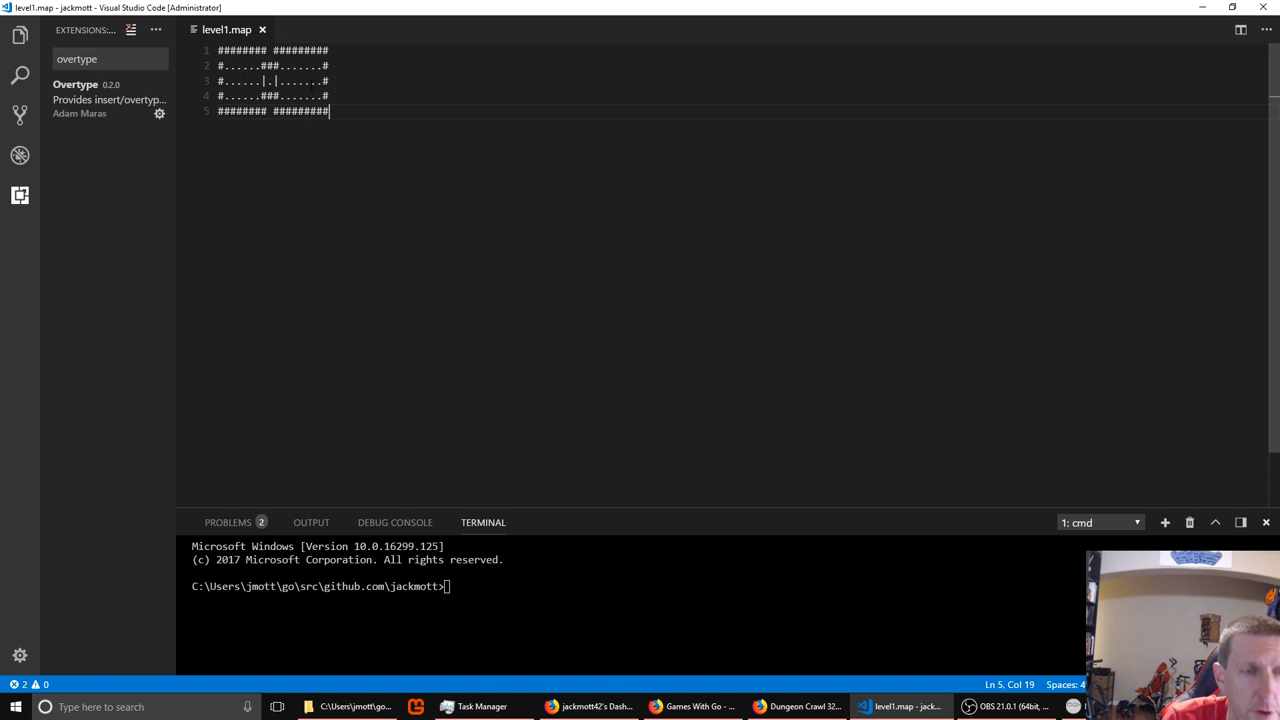 level1.map - jackmott - Visual Studio Code [Administrator]
EXTENSIONS:...
level1.map
overtype
Overtype 0.2.0
Provides insert/overtyp...
Adam Maras
1 ######## #########
2 #......###.......#
3 #......|.|.......#
4 #......###.......#
5 ######## #########
PROBLEMS 2 OUTPUT DEBUG CONSOLE TERMINAL
1: cmd
Microsoft Windows [Version 10.0.16299.125]
(c) 2017 Microsoft Corporation. All rights reserved.
C:\Users\jmott\go\src\github.com\jackmott>
2 0
Ln 5, Col 19
Spaces: 4
Type here to search
C:\Users\jmott\go...
Task Manager
jackmott42's Dash...
Games With Go - ...
Dungeon Crawl 32...
level1.map - jack...
OBS 21.0.1 (64bit, ...